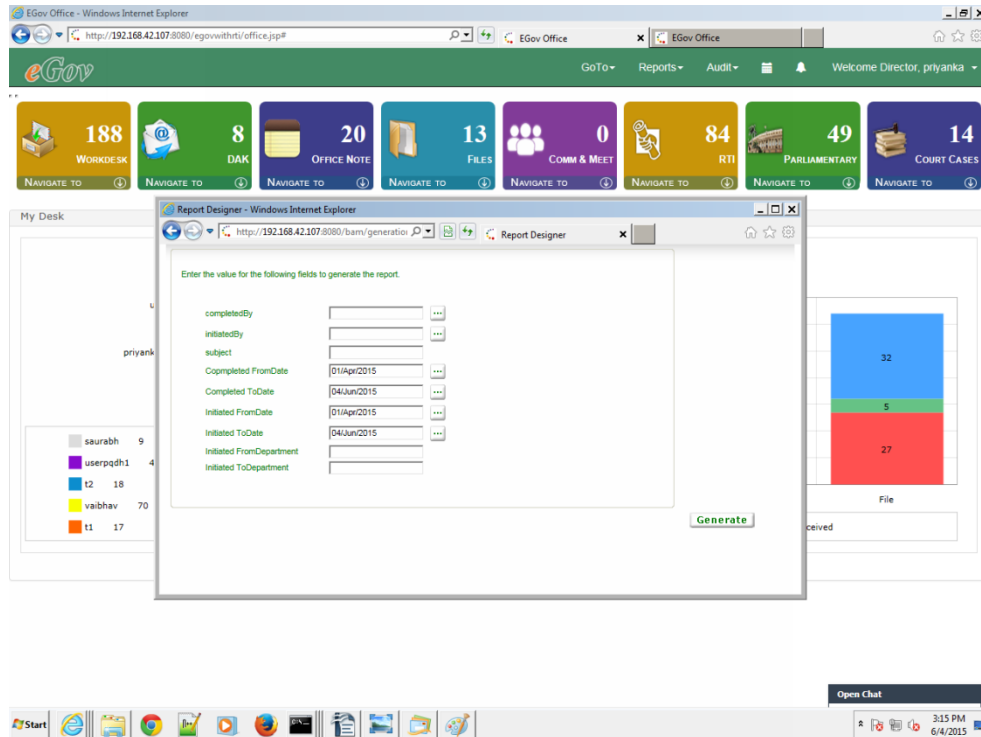 EGov Office - Windows Internet Explorer
http://192.168.42.107:8080/egovwithrti/office.jsp#
EGov Office
EGov Office
eGov
GoTo
Reports
Audit
Welcome Director, priyanka
188
WORKDESK
NAVIGATE TO
8
DAK
NAVIGATE TO
20
OFFICE NOTE
NAVIGATE TO
13
FILES
NAVIGATE TO
0
COMM & MEET
NAVIGATE TO
84
RTI
NAVIGATE TO
49
PARLIAMENTARY
NAVIGATE TO
14
COURT CASES
NAVIGATE TO
My Desk
Report Designer - Windows Internet Explorer
http://192.168.42.107:8080/bam/generation
Report Designer
Enter the value for the following fields to generate the report.
completedBy
initiatedBy
subject
Copmpleted FromDate 01/Apr/2015
Completed ToDate 04/Jun/2015
Initiated FromDate 01/Apr/2015
Initiated ToDate 04/Jun/2015
Initiated FromDepartment
Initiated ToDepartment
Generate
u
priyank
saurabh 9
userpqdh1 4
t2 18
vaibhav 70
t1 17
32
5
27
File
ceived
Open Chat
Start
3:15 PM
6/4/2015